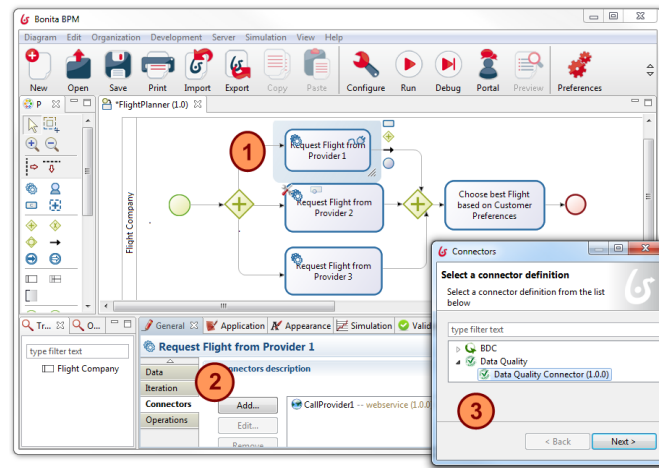 Bonita BPM
Diagram Edit Organization Development Server Simulation View Help
New Open Save Print Import Export Copy Paste Configure Run Debug Portal Preview Preferences
P
*FlightPlanner (1.0)
Flight Company
1
Request Flight from
Provider 1
Request Flight from
Provider 2
Request Flight from
Provider 3
Choose best Flight
based on Customer
Preferences
Tr...
O...
type filter text
Flight Company
General
Application
Appearance
Simulation
Valid
Request Flight from Provider 1
Data
Iteration
Connectors
Operations
2
onnectors description
Add...
Edit...
Remove
CallProvider1 -- webservice (1.0.0)
Connectors
Select a connector definition
Select a connector definition from the list
below
type filter text
BDC
Data Quality
Data Quality Connector (1.0.0)
3
< Back
Next >